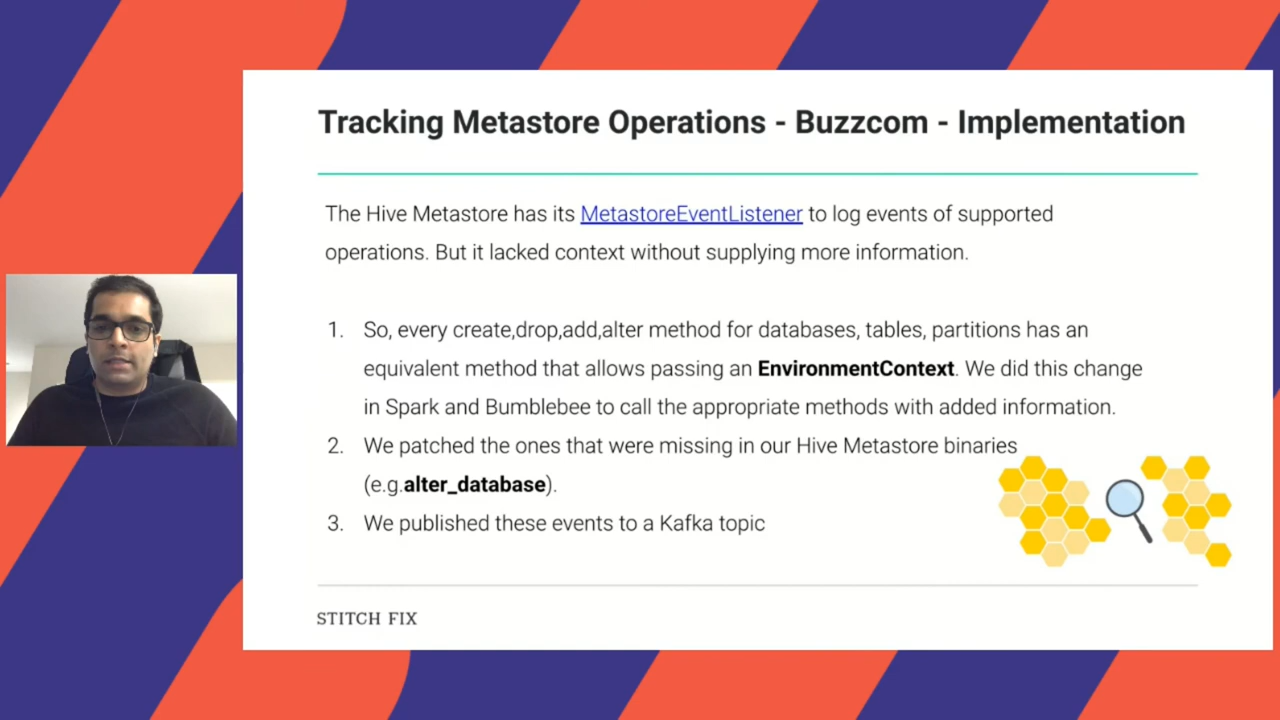 Tracking Metastore Operations - Buzzcom - Implementation
The Hive Metastore has its MetastoreEventListener to log events of supported
operations. But it lacked context without supplying more information.
1. So, every create,drop,add,alter method for databases, tables, partitions has an
equivalent method that allows passing an EnvironmentContext. We did this change
in Spark and Bumblebee to call the appropriate methods with added information.
2. We patched the ones that were missing in our Hive Metastore binaries
(e.g.alter_database).
3. We published these events to a Kafka topic
STITCH FIX